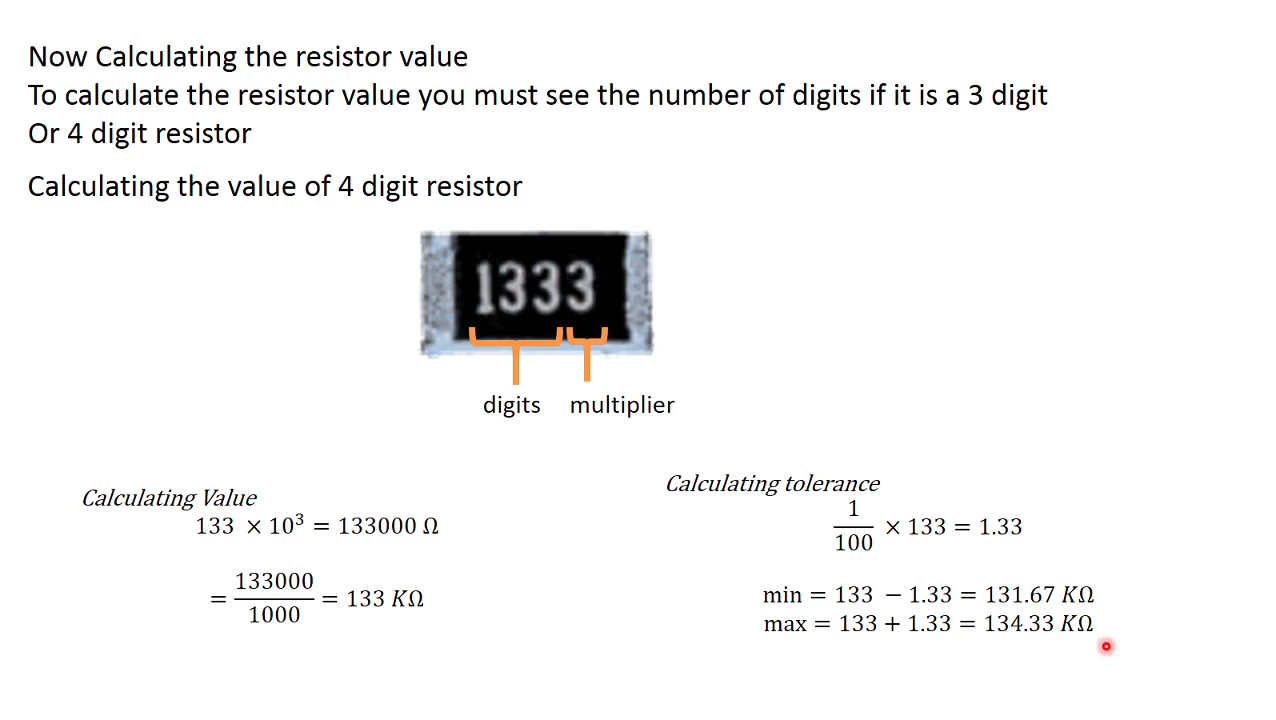 Now Calculating the resistor value
To calculate the resistor value you must see the number of digits if it is a 3 digit
Or 4 digit resistor
Calculating the value of 4 digit resistor
1333
digits multiplier
Calculating Value
133 × 10³ = 133000 Ω
= 133000/1000 = 133 KΩ
Calculating tolerance
1/100 × 133 = 1.33
min = 133 − 1.33 = 131.67 KΩ
max = 133 + 1.33 = 134.33 KΩ